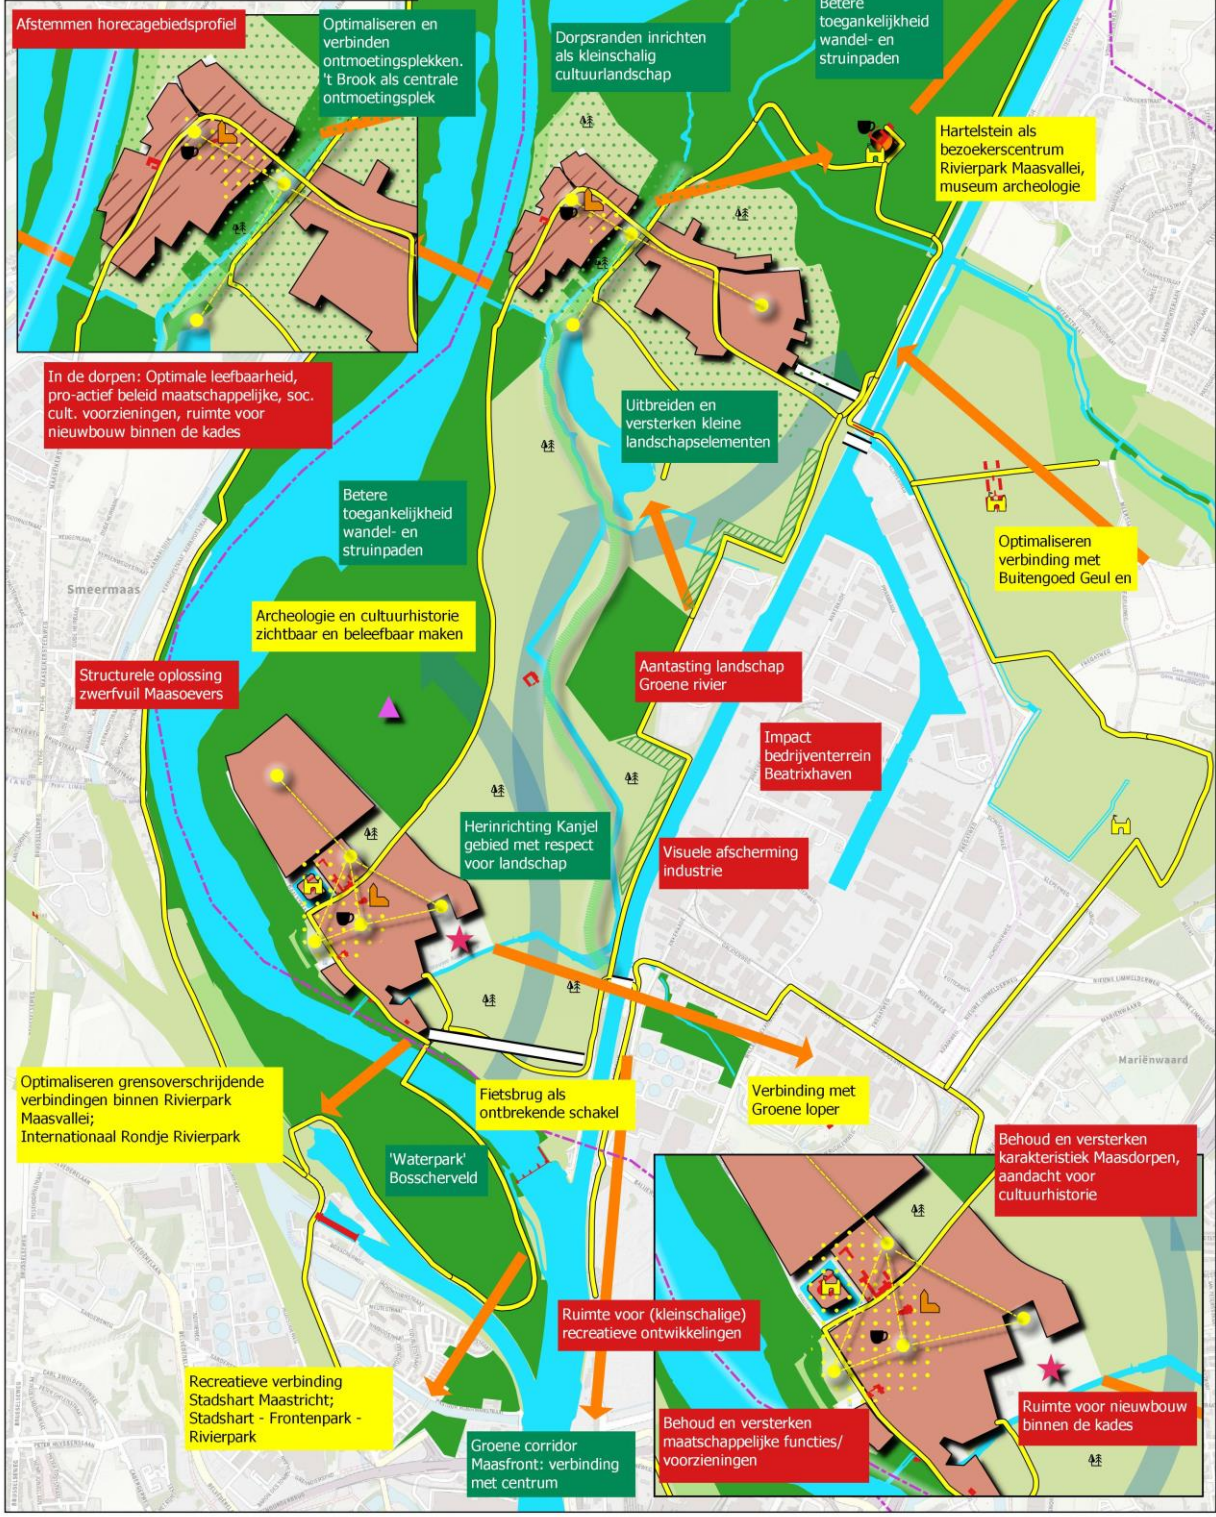 Afstemmen horecagebiedsprofiel
Optimaliseren en
verbinden
ontmoetingsplekken.
't Brook als centrale
ontmoetingsplek
Dorpsranden inrichten
als kleinschalig
cultuurlandschap
Betere
toegankelijkheid
wandel- en
struinpaden
Hartelstein als
bezoekerscentrum
Rivierpark Maasvallei,
museum archeologie
In de dorpen: Optimale leefbaarheid,
pro-actief beleid maatschappelijke, soc.
cult. voorzieningen, ruimte voor
nieuwbouw binnen de kades
Uitbreiden en
versterken kleine
landschapselementen
Betere
toegankelijkheid
wandel- en
struinpaden
Optimaliseren
verbinding met
Buitengoed Geul en
Smeermaas
Archeologie en cultuurhistorie
zichtbaar en beleefbaar maken
Structurele oplossing
zwerfvuil Maasoevers
Aantasting landschap
Groene rivier
Impact
bedrijventerrein
Beatrixhaven
Herinrichting Kanjel
gebied met respect
voor landschap
Visuele afscherming
industrie
Mariënwaard
Optimaliseren grensoverschrijdende
verbindingen binnen Rivierpark
Maasvallei;
Internationaal Rondje Rivierpark
Fietsbrug als
ontbrekende schakel
Verbinding met
Groene loper
'Waterpark'
Bosscherveld
Behoud en versterken
karakteristiek Maasdorpen,
aandacht voor
cultuurhistorie
Ruimte voor (kleinschalige)
recreatieve ontwikkelingen
Recreatieve verbinding
Stadshart Maastricht;
Stadshart - Frontenpark -
Rivierpark
Groene corridor
Maasfront: verbinding
met centrum
Behoud en versterken
maatschappelijke functies/
voorzieningen
Ruimte voor nieuwbouw
binnen de kades